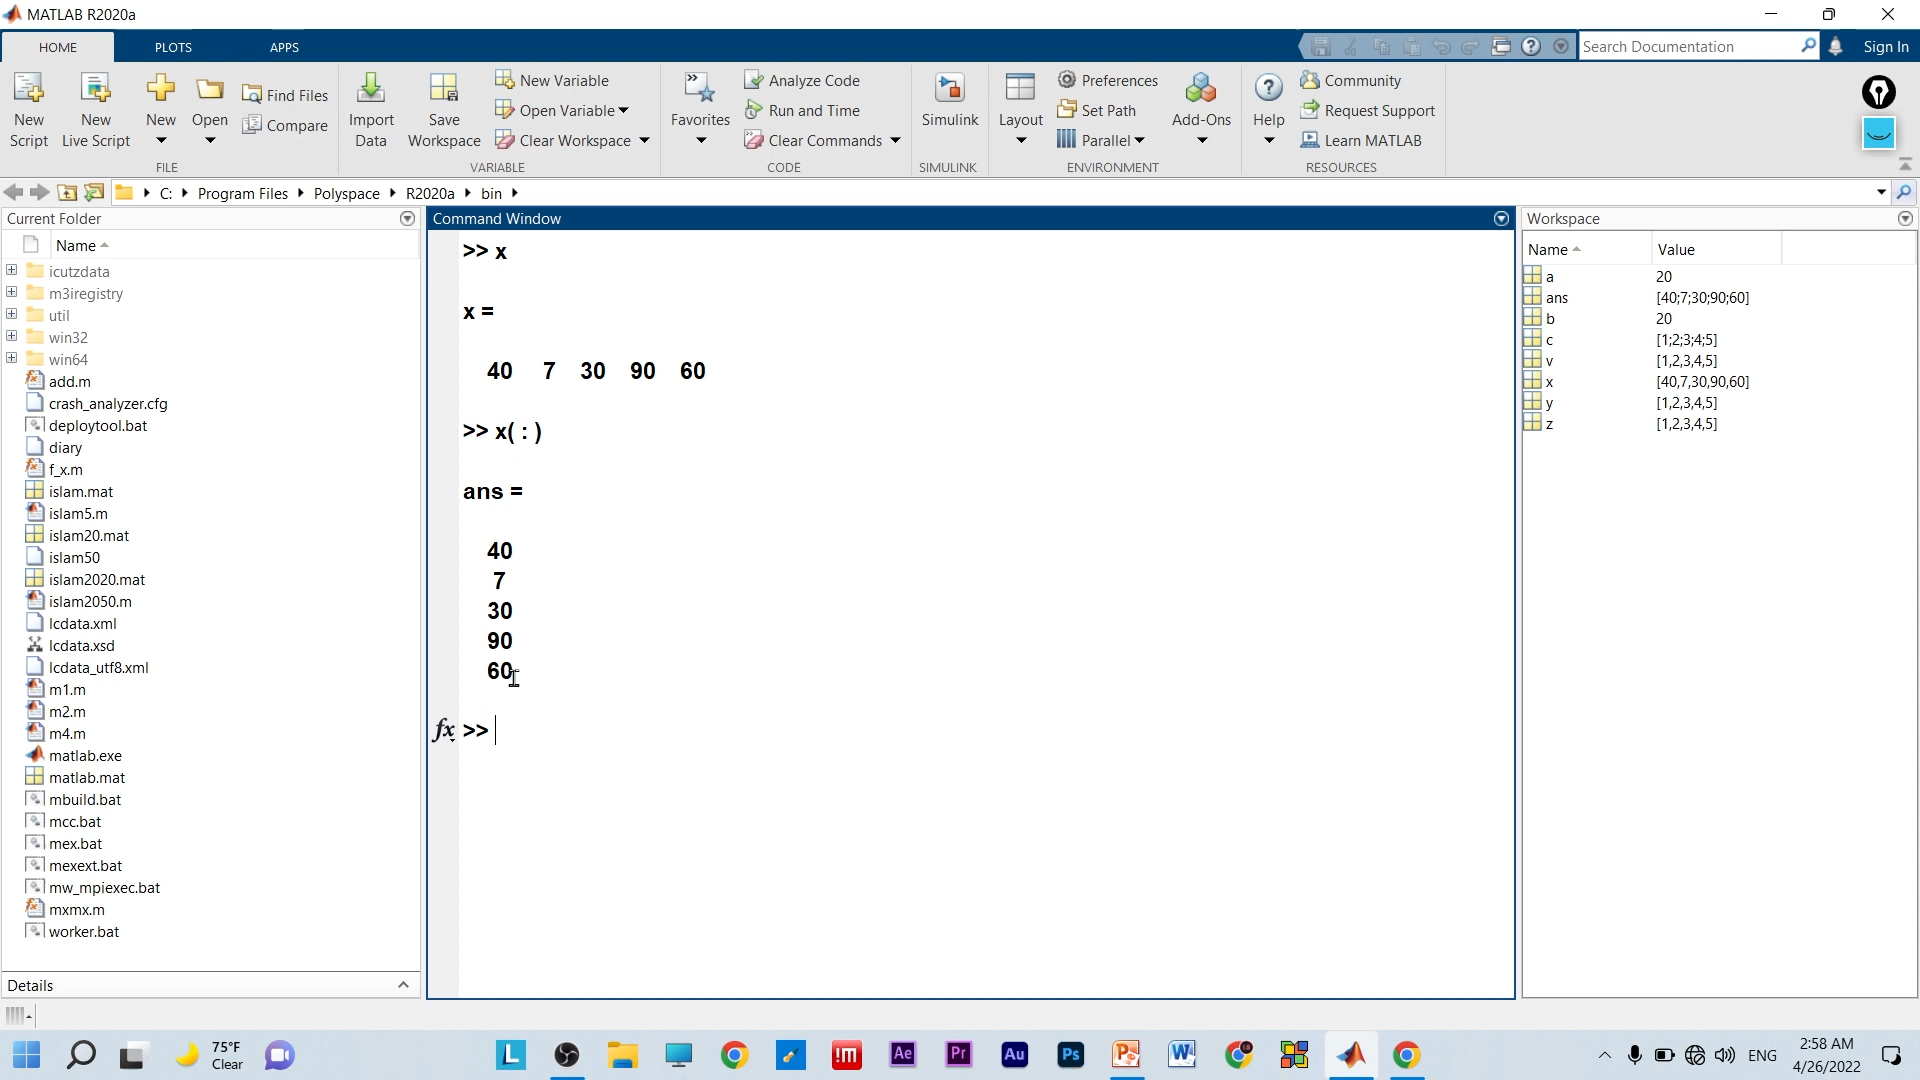 MATLAB R2020a
HOME PLOTS APPS
Search Documentation
Sign In
New Script
New Live Script
New
Open
Find Files
Compare
FILE
Import Data
Save Workspace
New Variable
Open Variable
Clear Workspace
VARIABLE
Favorites
Analyze Code
Run and Time
Clear Commands
CODE
Simulink
SIMULINK
Layout
Preferences
Set Path
Parallel
Add-Ons
ENVIRONMENT
Help
Community
Request Support
Learn MATLAB
RESOURCES
C: Program Files Polyspace R2020a bin
Current Folder
Name
icutzdata
m3iregistry
util
win32
win64
add.m
crash_analyzer.cfg
deploytool.bat
diary
f_x.m
islam.mat
islam5.m
islam20.mat
islam50
islam2020.mat
islam2050.m
lcdata.xml
lcdata.xsd
lcdata_utf8.xml
m1.m
m2.m
m4.m
matlab.exe
matlab.mat
mbuild.bat
mcc.bat
mex.bat
mexext.bat
mw_mpiexec.bat
mxmx.m
worker.bat
Details
Command Window
>> x
x =
40 7 30 90 60
>> x( : )
ans =
40
7
30
90
60
fx >>
Workspace
Name Value
a 20
ans [40;7;30;90;60]
b 20
c [1;2;3;4;5]
v [1,2,3,4,5]
x [40,7,30,90,60]
y [1,2,3,4,5]
z [1,2,3,4,5]
75°F
Clear
L
!m
Ae
Pr
Au
Ps
P
W
ENG
2:58 AM
4/26/2022